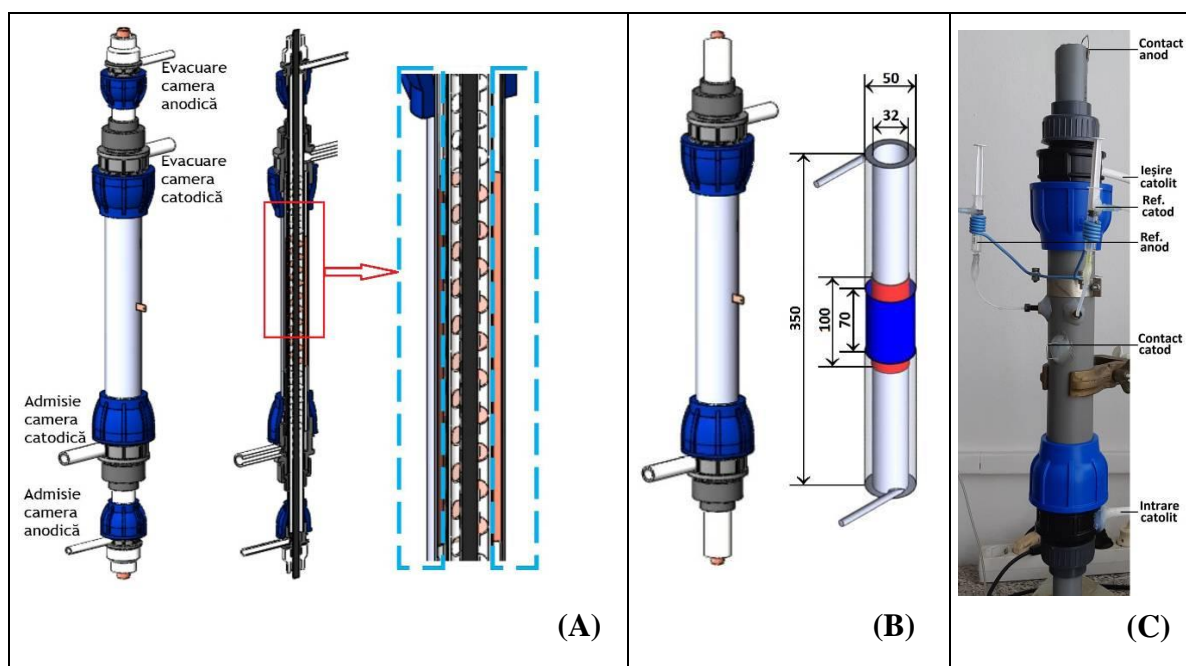 Evacuare
camera
anodică
Evacuare
camera
catodică
Admisie
camera
catodică
Admisie
camera
anodică
(A)
50
32
350
100
70
(B)
Contact
anod
Ieșire
catolit
Ref.
catod
Ref.
anod
Contact
catod
Intrare
catolit
(C)